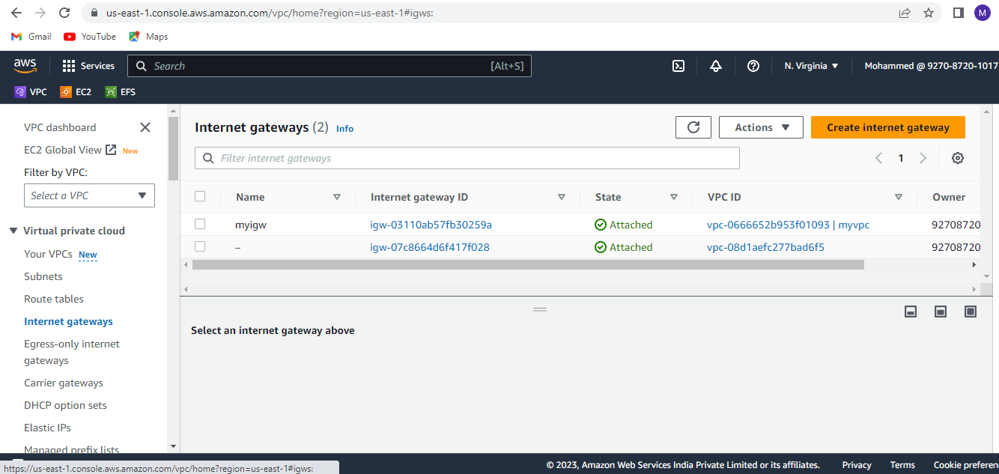 us-east-1.console.aws.amazon.com/vpc/home?region=us-east-1#igws:
M
Gmail YouTube Maps
aws Services Search [Alt+S] N. Virginia Mohammed @ 9270-8720-1017
VPC EC2 EFS
VPC dashboard
EC2 Global View New
Filter by VPC:
Select a VPC
Virtual private cloud
Your VPCs New
Subnets
Route tables
Internet gateways
Egress-only internet
gateways
Carrier gateways
DHCP option sets
Elastic IPs
Managed prefix lists
Internet gateways (2) Info
Actions Create internet gateway
Filter internet gateways
1
Name Internet gateway ID State VPC ID Owner
myigw igw-03110ab57fb30259a Attached vpc-0666652b953f01093 | myvpc 92708720
– igw-07c8664d6f417f028 Attached vpc-08d1aefc277bad6f5 92708720
Select an internet gateway above
https://us-east-1.console.aws.amazon.com/vpc/home?region=us-east-1#igws:
© 2023, Amazon Web Services India Private Limited or its affiliates. Privacy Terms Cookie preferen